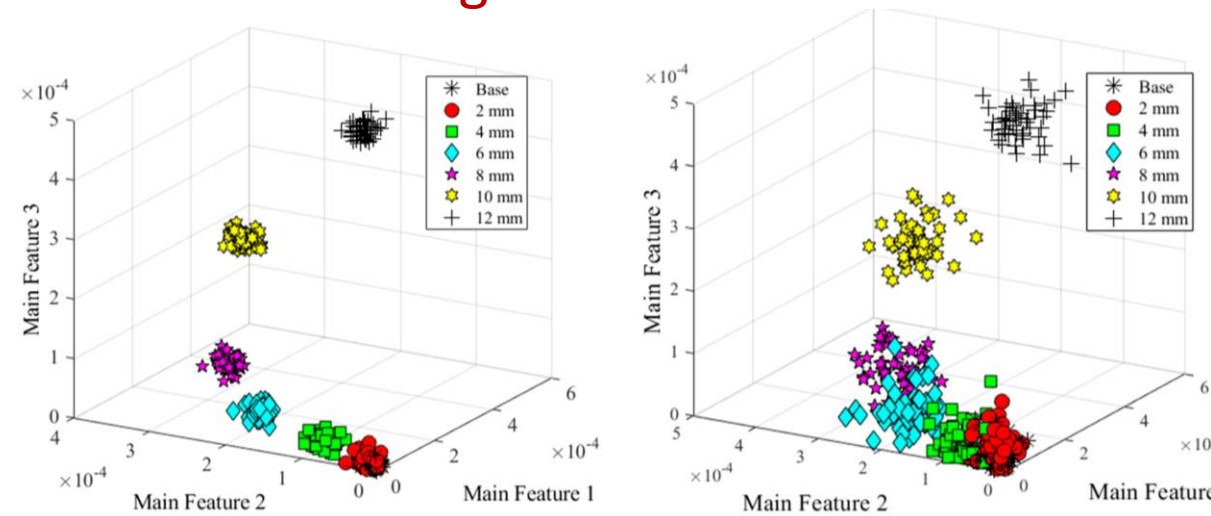 g
×10⁻⁴
5
4
3
2
1
0
Main Feature 3
4
3
2
1
0
×10⁻⁴
Main Feature 2
0
2
4
6
×10⁻⁴
Main Feature 1
Base
2 mm
4 mm
6 mm
8 mm
10 mm
12 mm
×10⁻⁴
5
4
3
2
1
0
Main Feature 3
5
4
3
2
1
0
×10⁻⁴
Main Feature 2
0
2
4
6
×10
Main Feature
Base
2 mm
4 mm
6 mm
8 mm
10 mm
12 mm